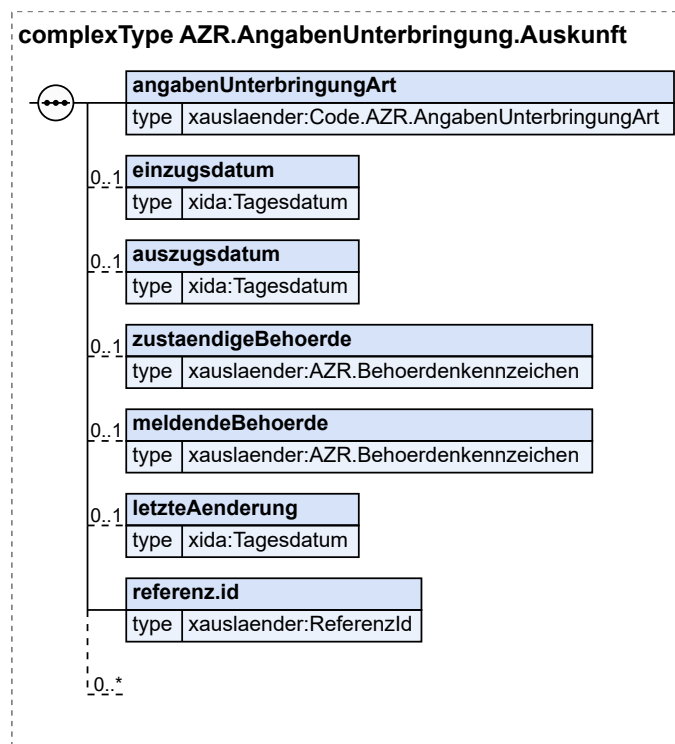 complexType AZR.AngabenUnterbringung.Auskunft
angabenUnterbringungArt
type xauslaender:Code.AZR.AngabenUnterbringungArt
0..1
einzugsdatum
type xida:Tagesdatum
0..1
auszugsdatum
type xida:Tagesdatum
0..1
zustaendigeBehoerde
type xauslaender:AZR.Behoerdenkennzeichen
0..1
meldendeBehoerde
type xauslaender:AZR.Behoerdenkennzeichen
0..1
letzteAenderung
type xida:Tagesdatum
referenz.id
type xauslaender:ReferenzId
0..*